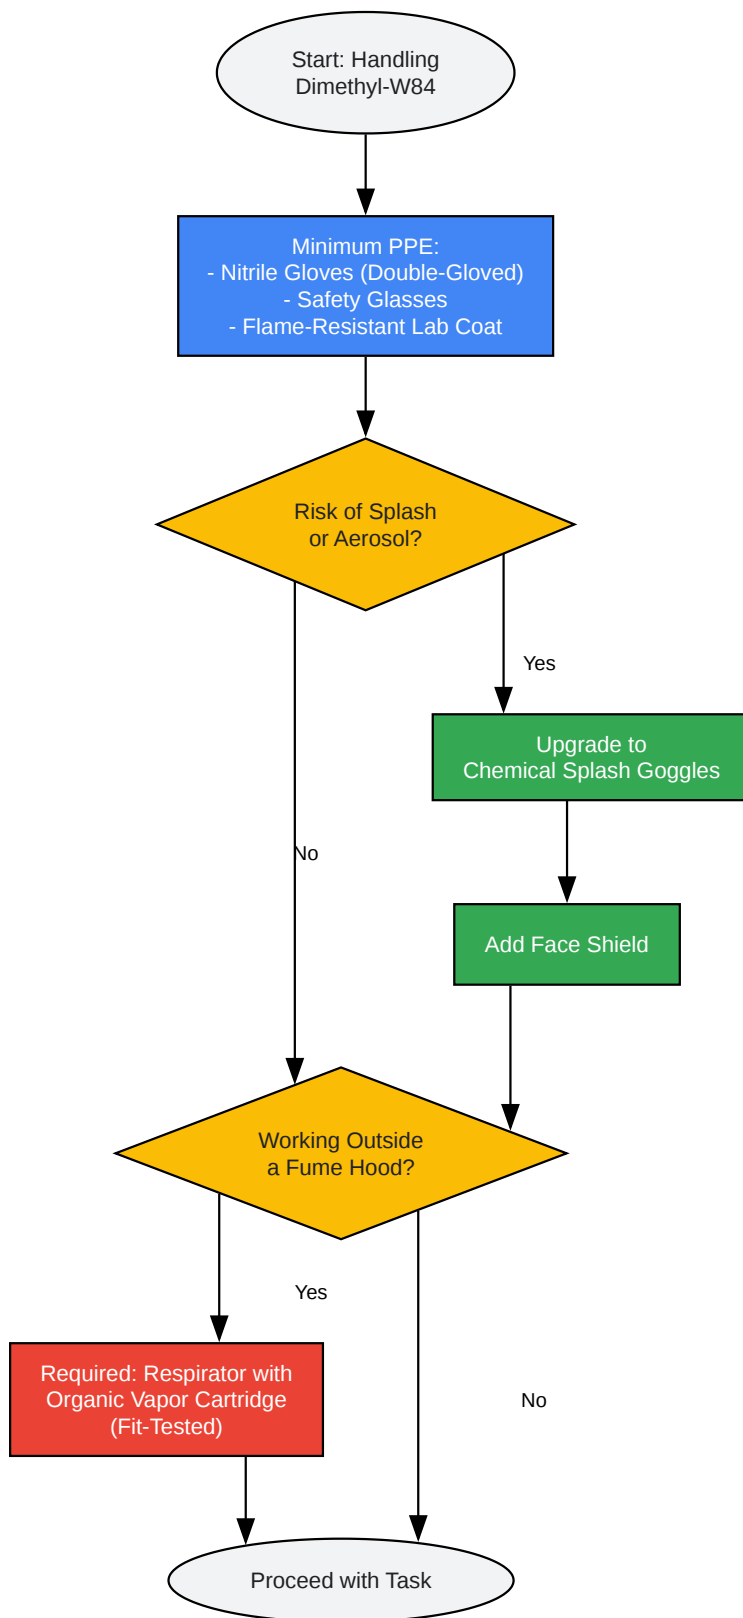 Start: Handling
Dimethyl-W84
Minimum PPE:
- Nitrile Gloves (Double-Gloved)
- Safety Glasses
- Flame-Resistant Lab Coat
Risk of Splash
or Aerosol?
Yes
Upgrade to
Chemical Splash Goggles
No
Add Face Shield
Working Outside
a Fume Hood?
Yes
Required: Respirator with
Organic Vapor Cartridge
(Fit-Tested)
No
Proceed with Task